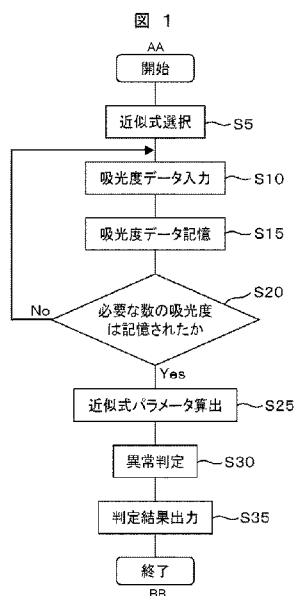 図 1
AA
開始
近似式選択
S5
吸光度データ入力
S10
吸光度データ記憶
S15
S20
必要な数の吸光度
は記憶されたか
No
Yes
近似式パラメータ算出
S25
異常判定
S30
判定結果出力
S35
終了
BB